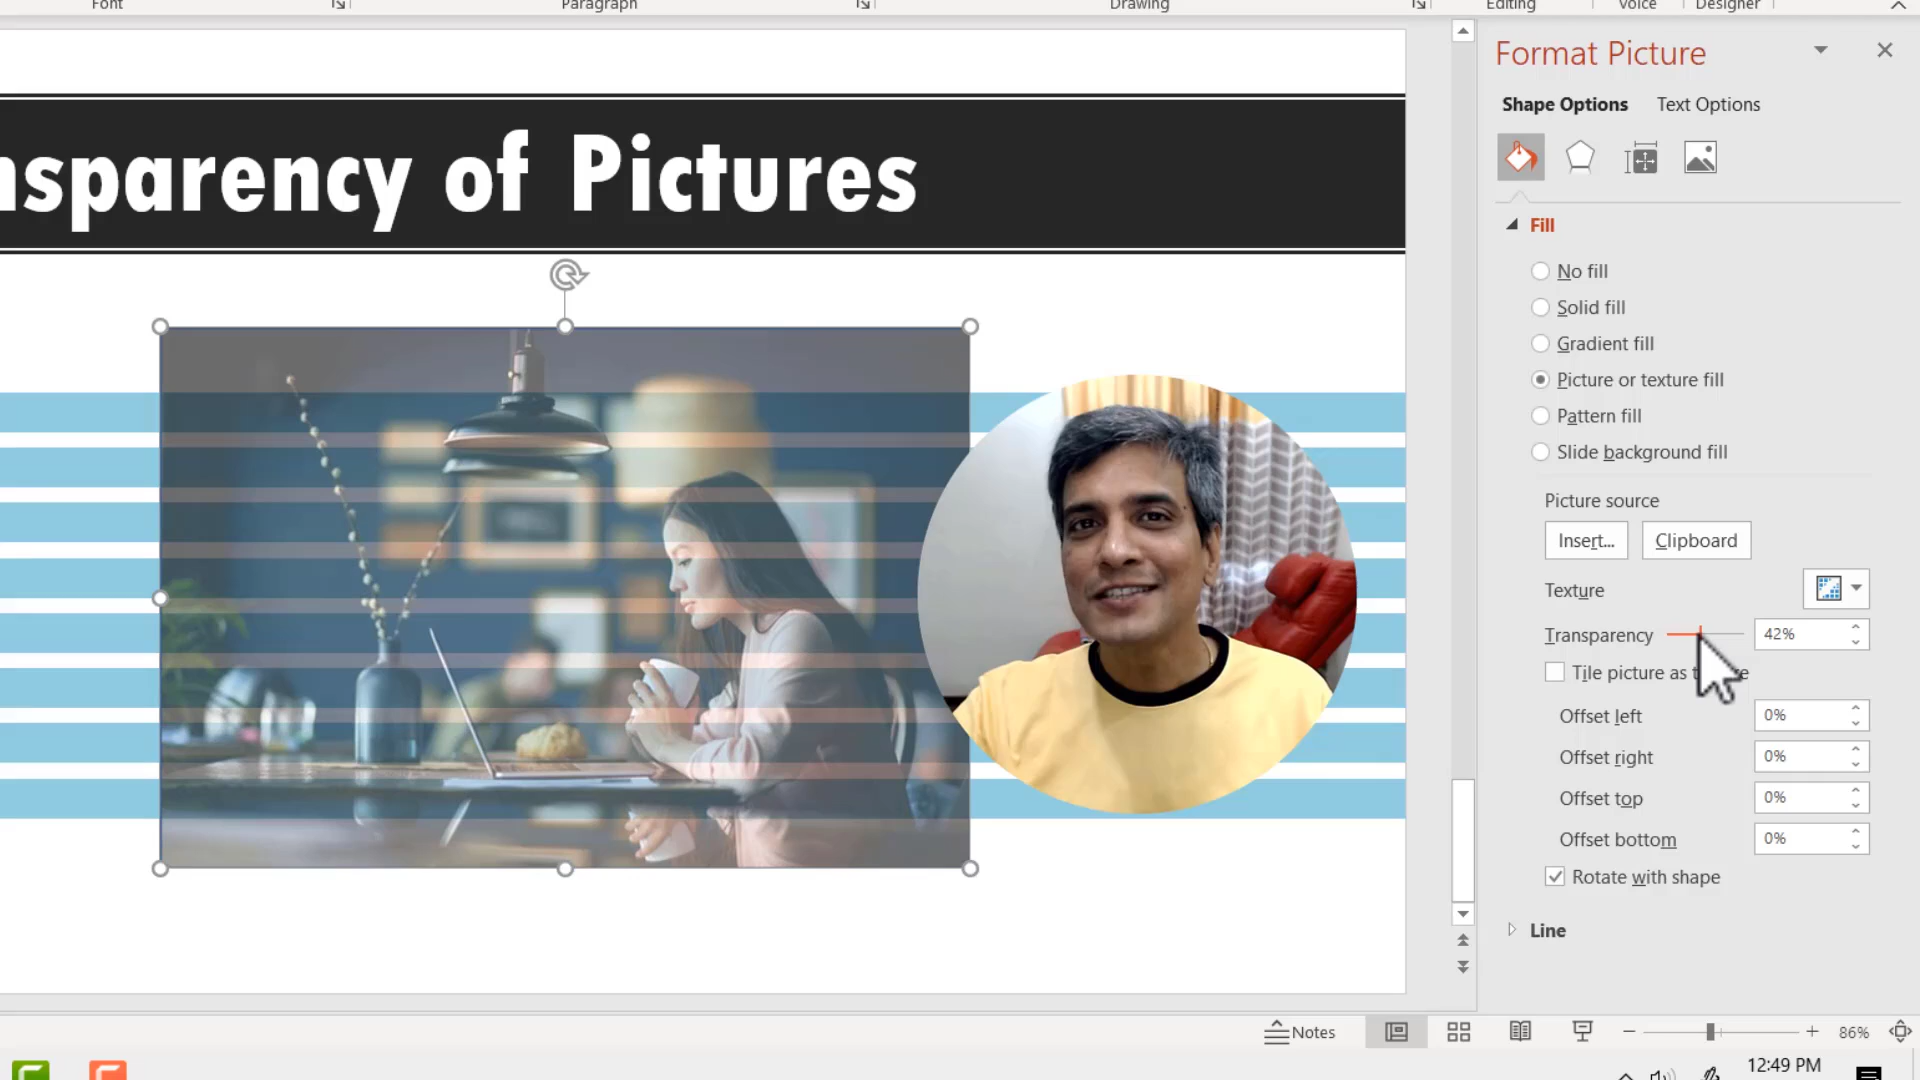 Font
Paragraph
Drawing
Editing
Voice
Designer
Format Picture
nsparency of Pictures
Shape Options
Text Options
Fill
No fill
Solid fill
Gradient fill
Picture or texture fill
Pattern fill
Slide background fill
Picture source
Insert...
Clipboard
Texture
Transparency
42%
Tile picture as t e
Offset left
0%
Offset right
0%
Offset top
0%
Offset bottom
0%
Rotate with shape
Line
Notes
86%
12:49 PM